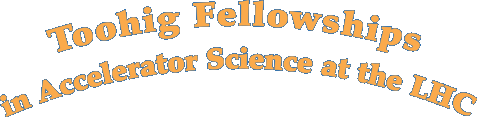 Toohig Fellowships
in Accelerator Science at the LHC